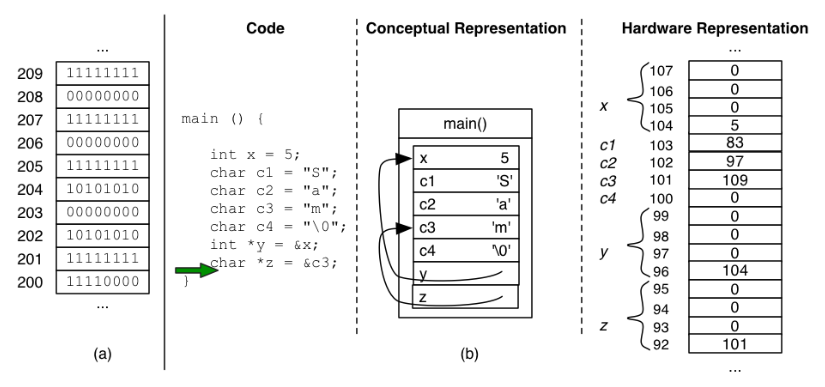 ...
209 11111111
208 00000000
207 11111111
206 00000000
205 11111111
204 10101010
203 00000000
202 10101010
201 11111111
200 11110000
...
(a)
Code
main () {
int x = 5;
char c1 = "S";
char c2 = "a";
char c3 = "m";
char c4 = "\0";
int *y = &x;
char *z = &c3;
}
Conceptual Representation
main()
x 5
c1 'S'
c2 'a'
c3 'm'
c4 '\0'
y
z
(b)
Hardware Representation
...
107 0
106 0
x 105 0
104 5
c1 103 83
c2 102 97
c3 101 109
c4 100 0
99 0
98 0
y 97 0
96 104
95 0
94 0
z 93 0
92 101
...